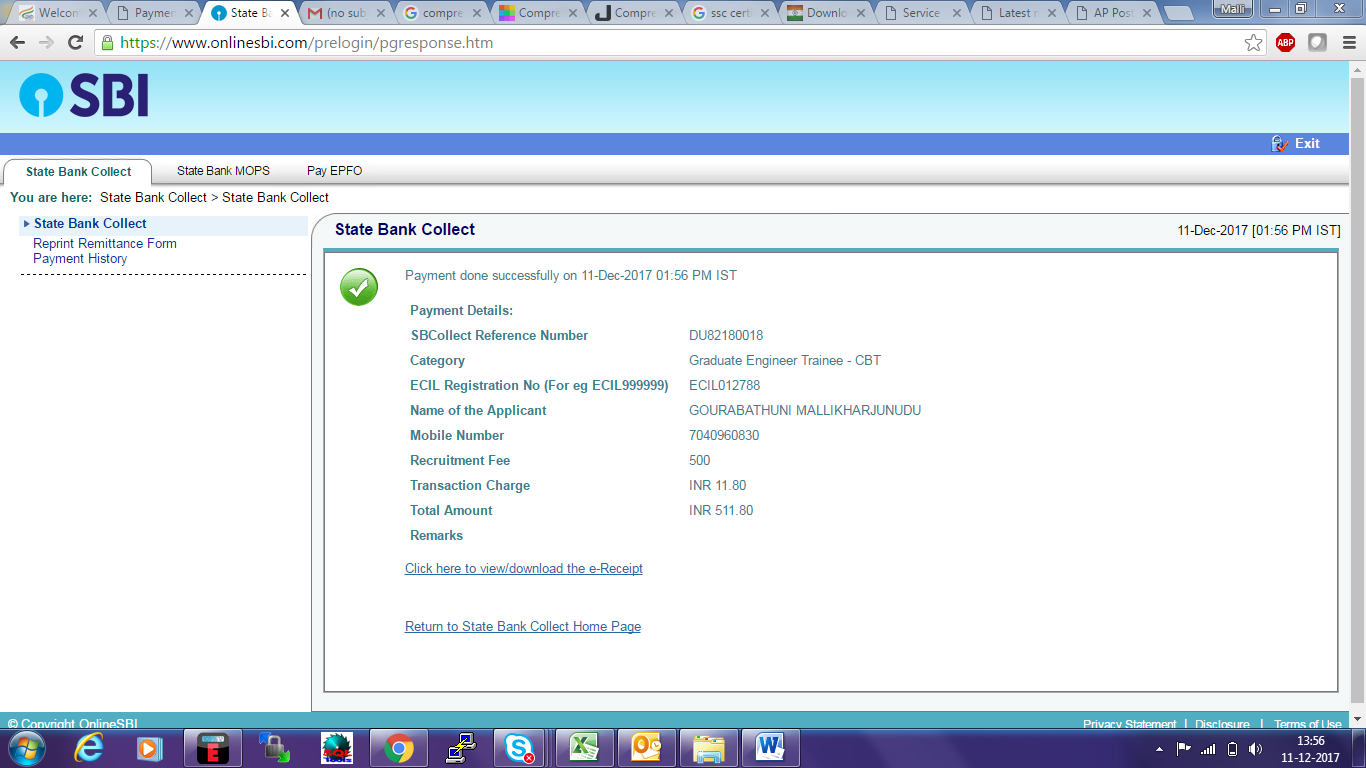 Welcom
Paymen
State Ba
(no sub
compre
Compre
Compre
ssc certi
Downlo
Service
Latest n
AP Post
Malli
https://www.onlinesbi.com/prelogin/pgresponse.htm
ABP
SBI
Exit
State Bank Collect
State Bank MOPS
Pay EPFO
You are here: State Bank Collect > State Bank Collect
State Bank Collect
Reprint Remittance Form
Payment History
State Bank Collect
11-Dec-2017 [01:56 PM IST]
Payment done successfully on 11-Dec-2017 01:56 PM IST
Payment Details:
SBCollect Reference Number DU82180018
Category Graduate Engineer Trainee - CBT
ECIL Registration No (For eg ECIL999999) ECIL012788
Name of the Applicant GOURABATHUNI MALLIKHARJUNUDU
Mobile Number 7040960830
Recruitment Fee 500
Transaction Charge INR 11.80
Total Amount INR 511.80
Remarks
Click here to view/download the e-Receipt
Return to State Bank Collect Home Page
© Copyright OnlineSBI
Privacy Statement | Disclosure | Terms of Use
13:56
11-12-2017